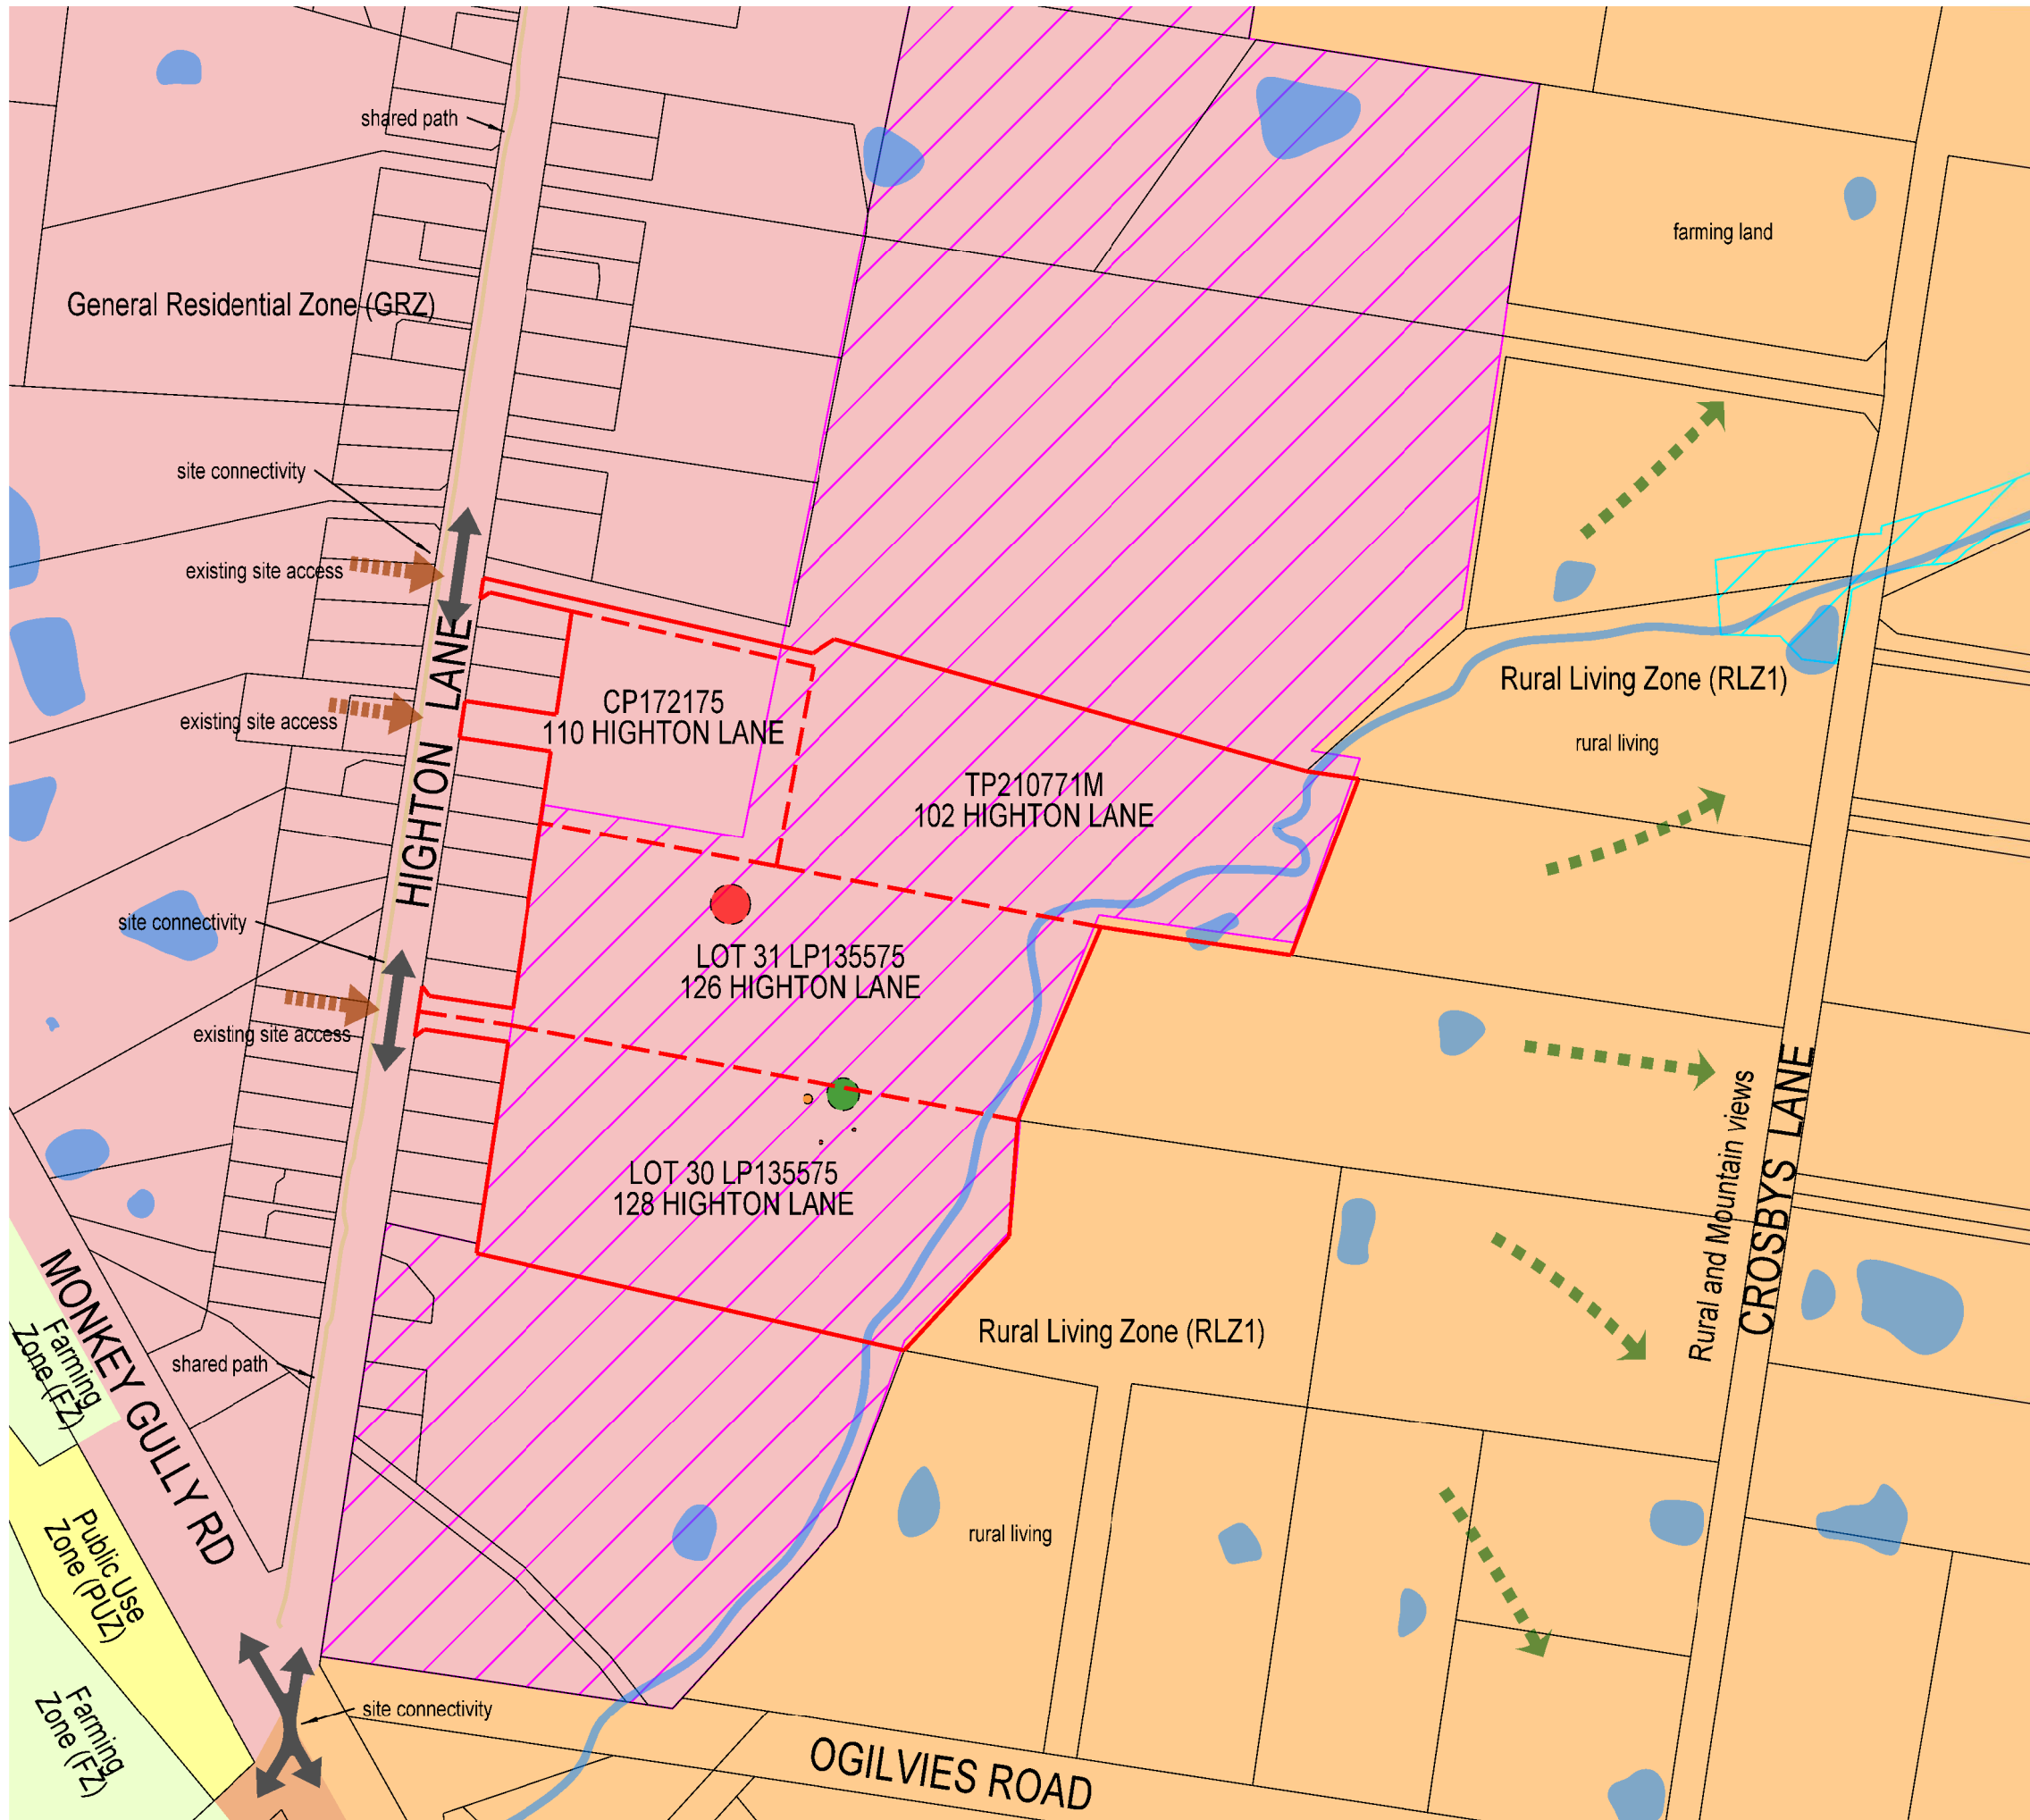 shared path
farming land
General Residential Zone (GRZ)
site connectivity
existing site access
HIGHTON LANE
CP172175
110 HIGHTON LANE
Rural Living Zone (RLZ1)
rural living
existing site access
TP210771M
102 HIGHTON LANE
site connectivity
LOT 31 LP135575
126 HIGHTON LANE
existing site access
Rural and Mountain views
CROSBYS LANE
LOT 30 LP135575
128 HIGHTON LANE
MONKEY GULLY RD
Farming
Zone (FZ)
shared path
Rural Living Zone (RLZ1)
rural living
Public Use
Zone (PUZ)
Farming
Zone (FZ)
site connectivity
OGILVIES ROAD